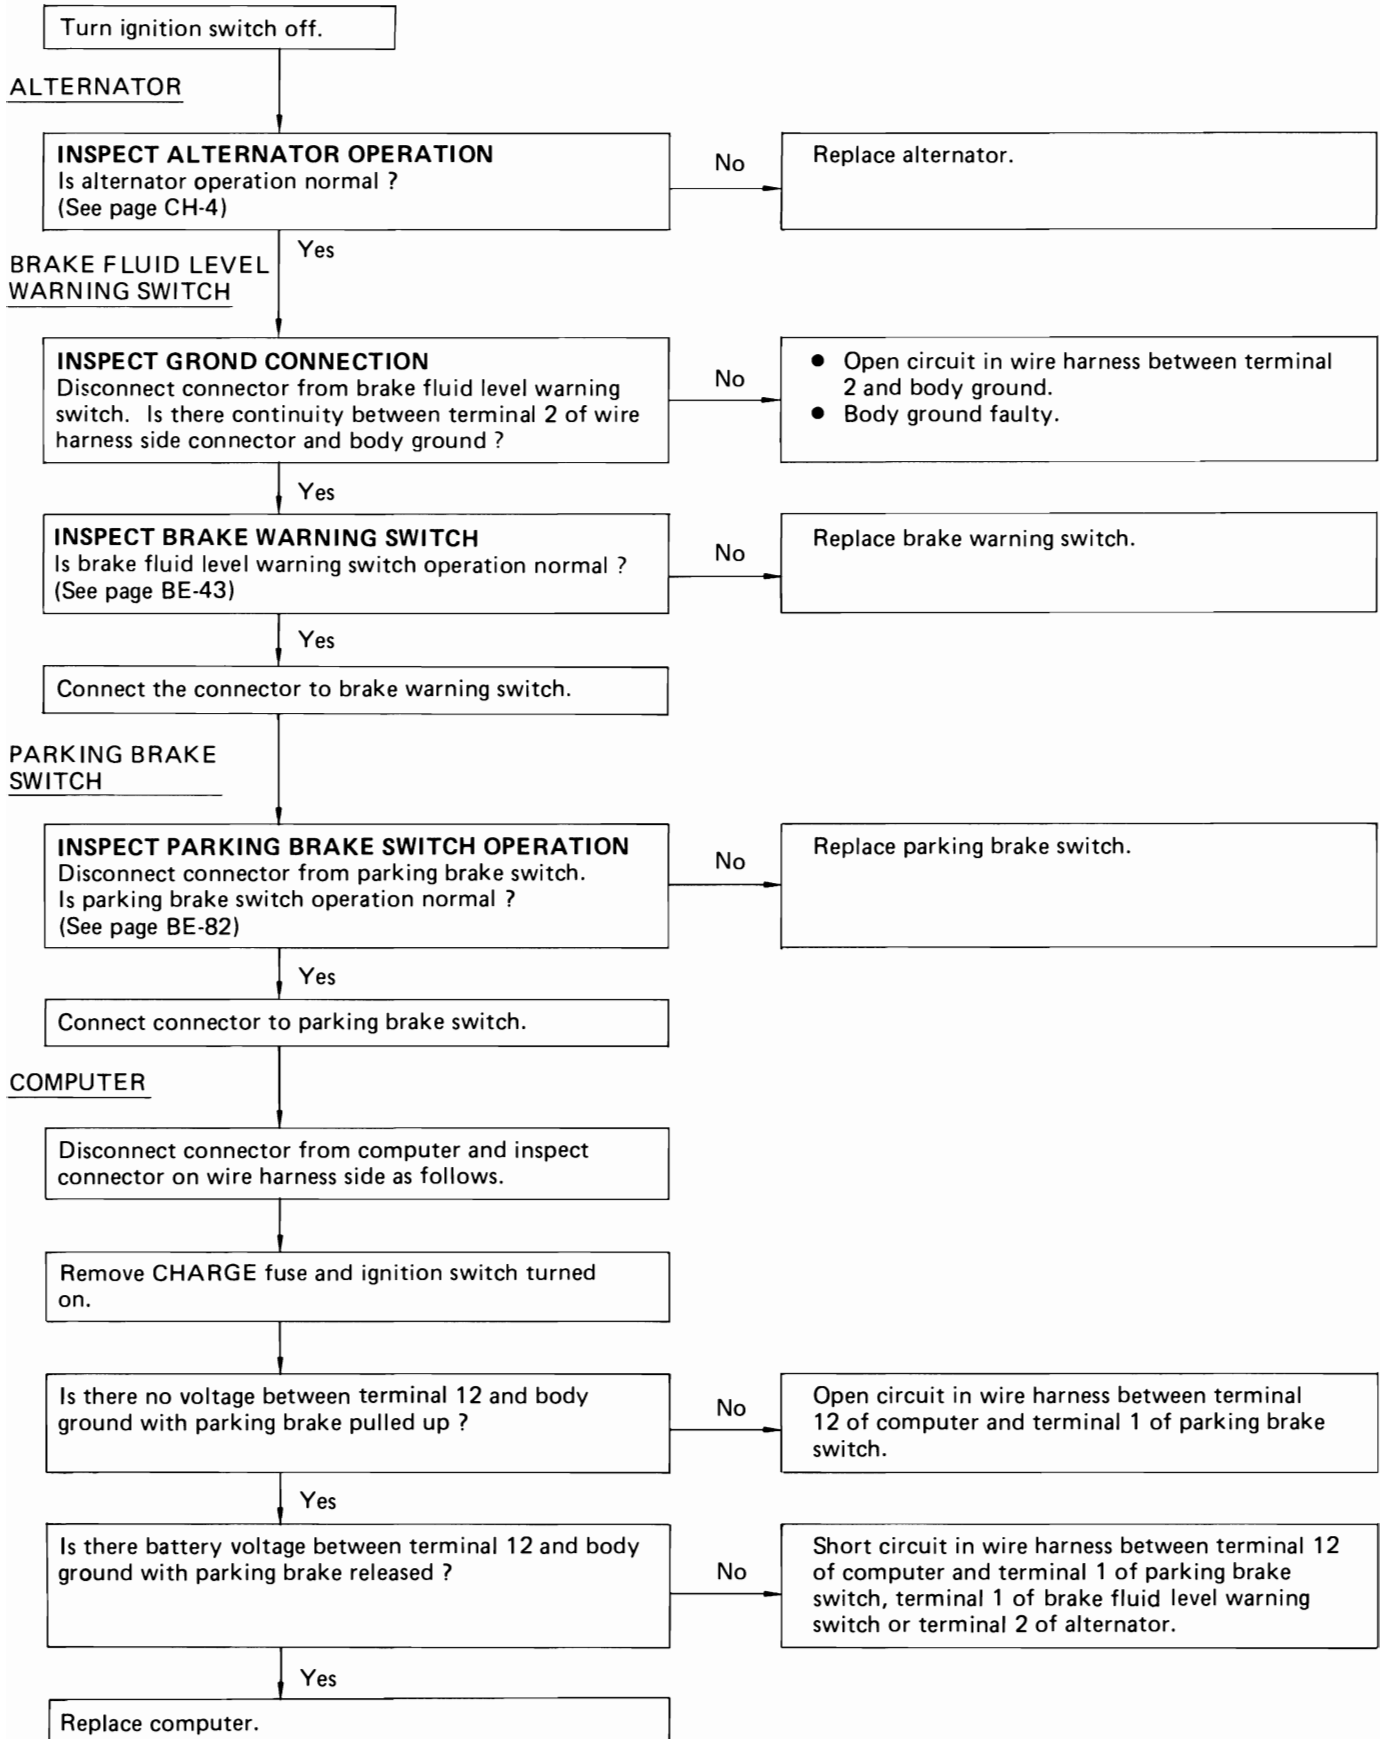 Turn ignition switch off.
ALTERNATOR
INSPECT ALTERNATOR OPERATION
Is alternator operation normal ?
(See page CH-4)
No
Replace alternator.
Yes
BRAKE FLUID LEVEL
WARNING SWITCH
INSPECT GROND CONNECTION
Disconnect connector from brake fluid level warning
switch. Is there continuity between terminal 2 of wire
harness side connector and body ground ?
No
● Open circuit in wire harness between terminal
2 and body ground.
● Body ground faulty.
Yes
INSPECT BRAKE WARNING SWITCH
Is brake fluid level warning switch operation normal ?
(See page BE-43)
No
Replace brake warning switch.
Yes
Connect the connector to brake warning switch.
PARKING BRAKE
SWITCH
INSPECT PARKING BRAKE SWITCH OPERATION
Disconnect connector from parking brake switch.
Is parking brake switch operation normal ?
(See page BE-82)
No
Replace parking brake switch.
Yes
Connect connector to parking brake switch.
COMPUTER
Disconnect connector from computer and inspect
connector on wire harness side as follows.
Remove CHARGE fuse and ignition switch turned
on.
Is there no voltage between terminal 12 and body
ground with parking brake pulled up ?
No
Open circuit in wire harness between terminal
12 of computer and terminal 1 of parking brake
switch.
Yes
Is there battery voltage between terminal 12 and body
ground with parking brake released ?
No
Short circuit in wire harness between terminal 12
of computer and terminal 1 of parking brake
switch, terminal 1 of brake fluid level warning
switch or terminal 2 of alternator.
Yes
Replace computer.